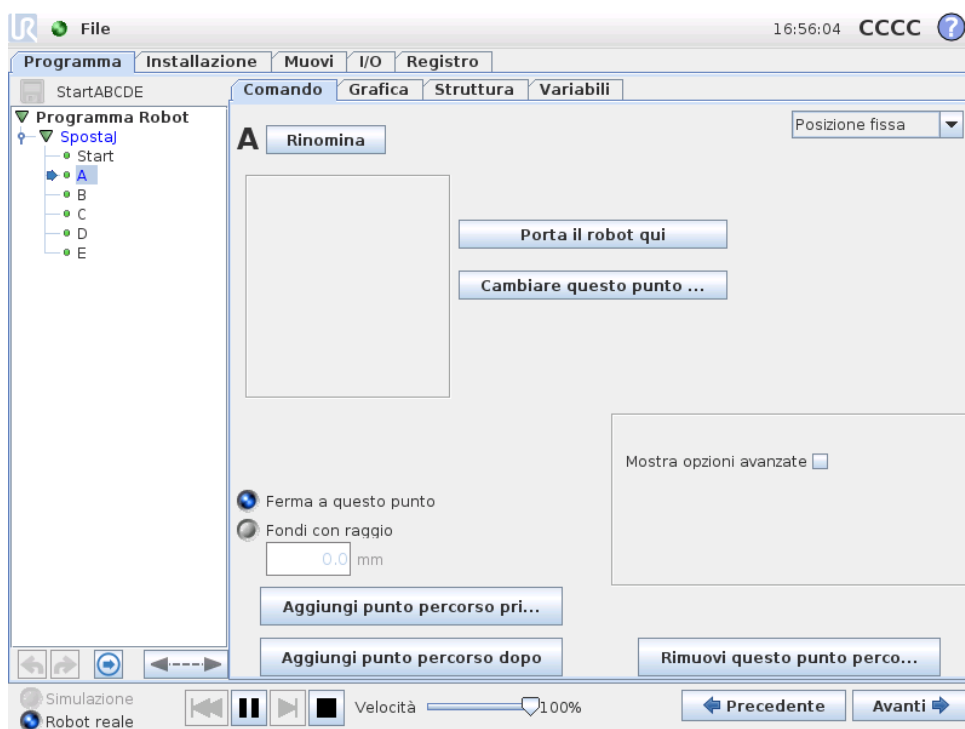 UR File 16:56:04 CCCC ?
Programma Installazione Muovi I/O Registro
StartABCDE Comando Grafica Struttura Variabili
Programma Robot
SpostaJ
Start
A
B
C
D
E
A Rinomina Posizione fissa
Porta il robot qui
Cambiare questo punto ...
Mostra opzioni avanzate
Ferma a questo punto
Fondi con raggio
0.0 mm
Aggiungi punto percorso pri...
Aggiungi punto percorso dopo Rimuovi questo punto perco...
Simulazione
Robot reale
Velocità 100% Precedente Avanti